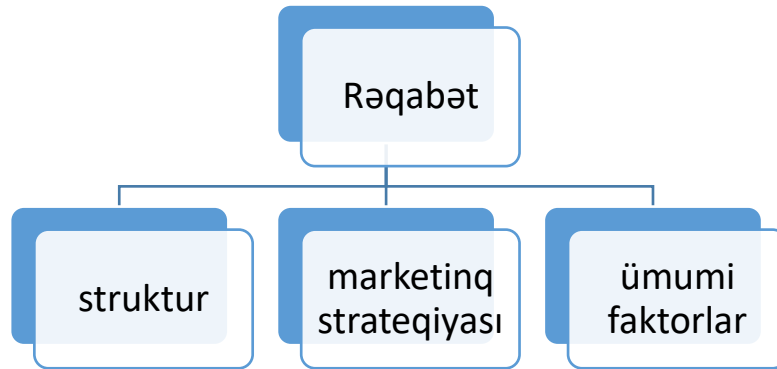 Rəqabət
struktur
marketinq
strateqiyası
ümumi
faktorlar